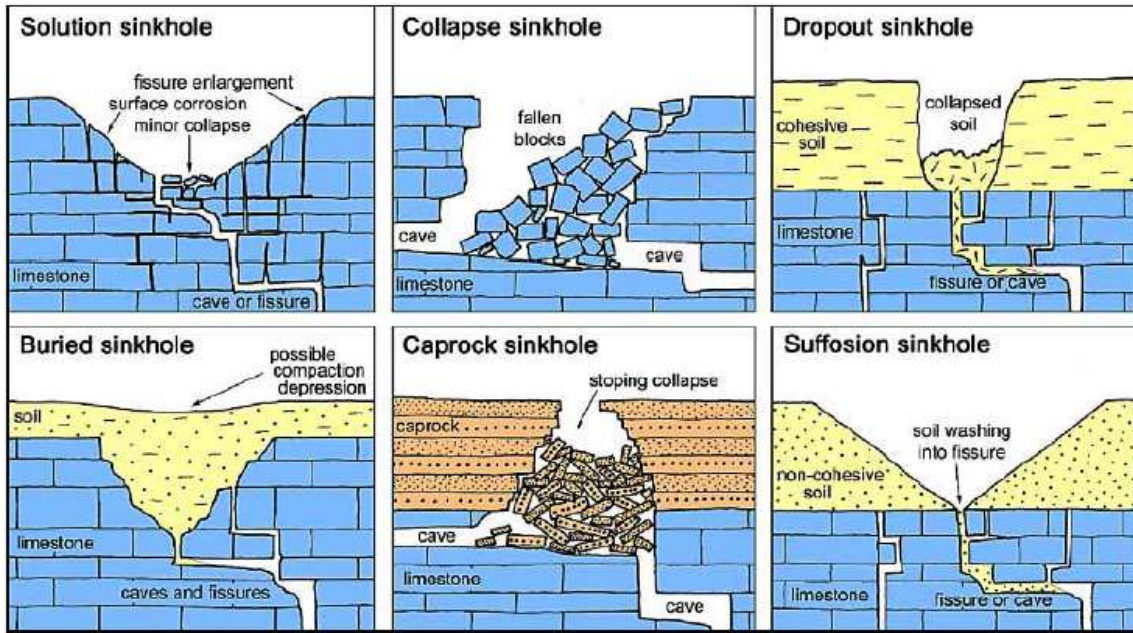 Solution sinkhole
fissure enlargement
surface corrosion
minor collapse
limestone
cave or fissure
Collapse sinkhole
fallen
blocks
cave
cave
limestone
Dropout sinkhole
collapsed
soil
cohesive
soil
limestone
fissure or cave
Buried sinkhole
possible
compaction
depression
soil
limestone
caves and fissures
Caprock sinkhole
stoping collapse
caprock
cave
limestone
cave
Suffosion sinkhole
soil washing
into fissure
non-cohesive
soil
limestone
fissure or cave